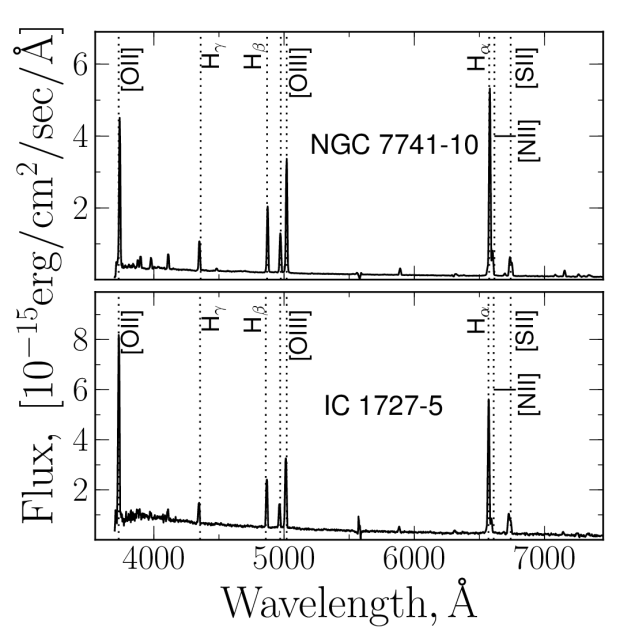 Flux, [10⁻¹⁵erg/cm²/sec/Å]
[OII] Hγ Hβ [OIII] Hα [SII]
[NII]
NGC 7741-10
6
4
2
[OII] Hγ Hβ [OIII] Hα [SII]
[NII]
IC 1727-5
8
6
4
2
4000 5000 6000 7000
Wavelength, Å